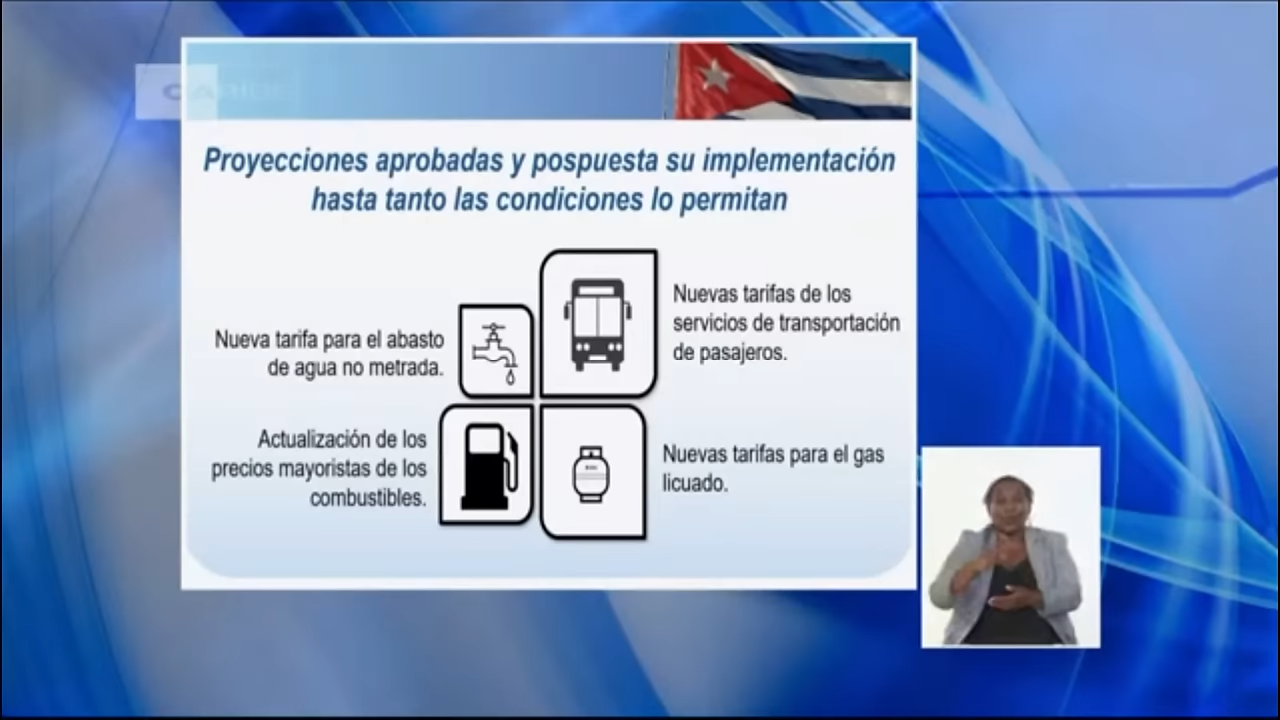 CARIBE
Proyecciones aprobadas y pospuesta su implementación
hasta tanto las condiciones lo permitan
Nueva tarifa para el abasto
de agua no metrada.
Nuevas tarifas de los
servicios de transportación
de pasajeros.
Actualización de los
precios mayoristas de los
combustibles.
Nuevas tarifas para el gas
licuado.